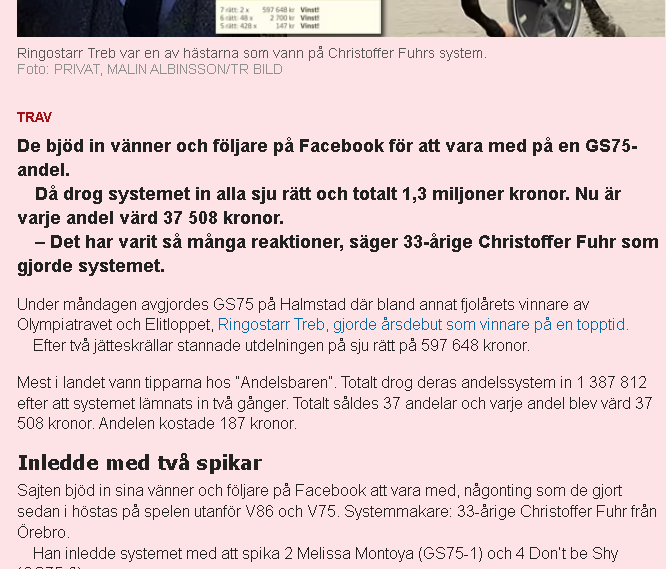 7 rätt: 2 x 597 648 kr Vinst!
6 rätt: 48 x 2 700 kr Vinst!
5 rätt: 428 x 147 kr Vinst!
Ringostarr Treb var en av hästarna som vann på Christoffer Fuhrs system.
Foto: PRIVAT, MALIN ALBINSSON/TR BILD
TRAV
De bjöd in vänner och följare på Facebook för att vara med på en GS75-
andel.
Då drog systemet in alla sju rätt och totalt 1,3 miljoner kronor. Nu är
varje andel värd 37 508 kronor.
– Det har varit så många reaktioner, säger 33-årige Christoffer Fuhr som
gjorde systemet.
Under måndagen avgjordes GS75 på Halmstad där bland annat fjolårets vinnare av
Olympiatravet och Elitloppet, Ringostarr Treb, gjorde årsdebut som vinnare på en topptid.
Efter två jätteskrällar stannade utdelningen på sju rätt på 597 648 kronor.
Mest i landet vann tipparna hos ”Andelsbaren”. Totalt drog deras andelssystem in 1 387 812
efter att systemet lämnats in två gånger. Totalt såldes 37 andelar och varje andel blev värd 37
508 kronor. Andelen kostade 187 kronor.
Inledde med två spikar
Sajten bjöd in sina vänner och följare på Facebook att vara med, någonting som de gjort
sedan i höstas på spelen utanför V86 och V75. Systemmakare: 33-årige Christoffer Fuhr från
Örebro.
Han inledde systemet med att spika 2 Melissa Montoya (GS75-1) och 4 Don't be Shy